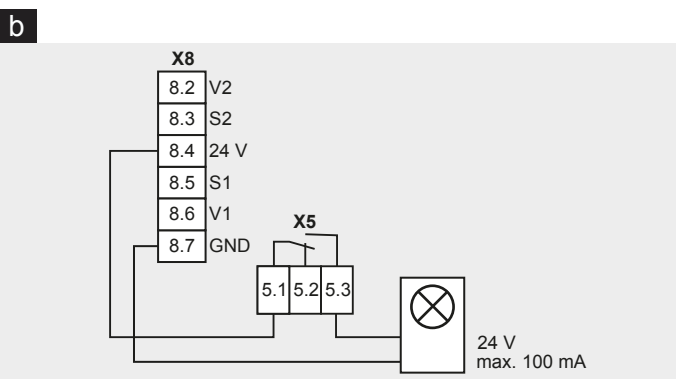 b
X8
8.2 V2
8.3 S2
8.4 24 V
8.5 S1
8.6 V1
8.7 GND
X5
5.1 5.2 5.3
24 V
max. 100 mA